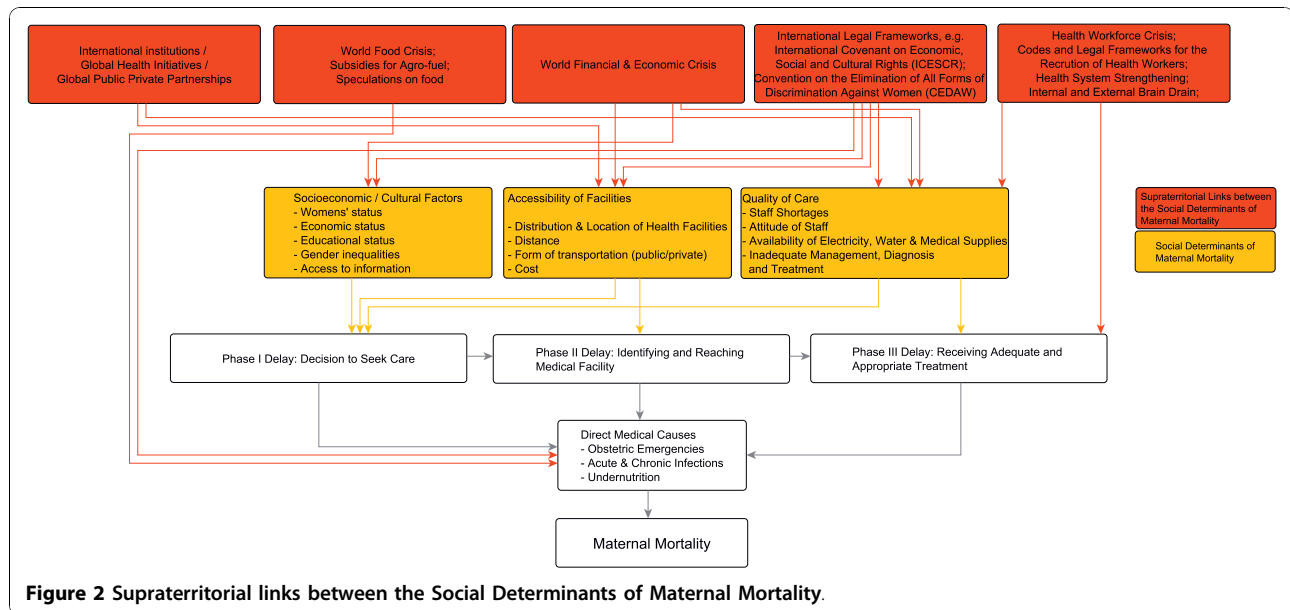 International institutions /
Global Health Initiatives /
Global Public Private Partnerships
World Food Crisis;
Subsidies for Agro-fuel;
Speculations on food
World Financial & Economic Crisis
International Legal Frameworks, e.g.
International Covenant on Economic,
Social and Cultural Rights (ICESCR);
Convention on the Elimination of All Forms of
Discrimination Against Women (CEDAW)
Health Workforce Crisis;
Codes and Legal Frameworks for the
Recrution of Health Workers;
Health System Strengthening;
Internal and External Brain Drain;
Socioeconomic / Cultural Factors
- Womens' status
- Economic status
- Educational status
- Gender inequalities
- Access to information
Accessibility of Facilities
- Distribution & Location of Health Facilities
- Distance
- Form of transportation (public/private)
- Cost
Quality of Care
- Staff Shortages
- Attitude of Staff
- Availability of Electricity, Water & Medical Supplies
- Inadequate Management, Diagnosis
and Treatment
Supraterritorial Links between
the Social Determinants of
Maternal Mortality
Social Determinants of
Maternal Mortality
Phase I Delay: Decision to Seek Care
Phase II Delay: Identifying and Reaching
Medical Facility
Phase III Delay: Receiving Adequate and
Appropriate Treatment
Direct Medical Causes
- Obstetric Emergencies
- Acute & Chronic Infections
- Undernutrition
Maternal Mortality
Figure 2 Supraterritorial links between the Social Determinants of Maternal Mortality.